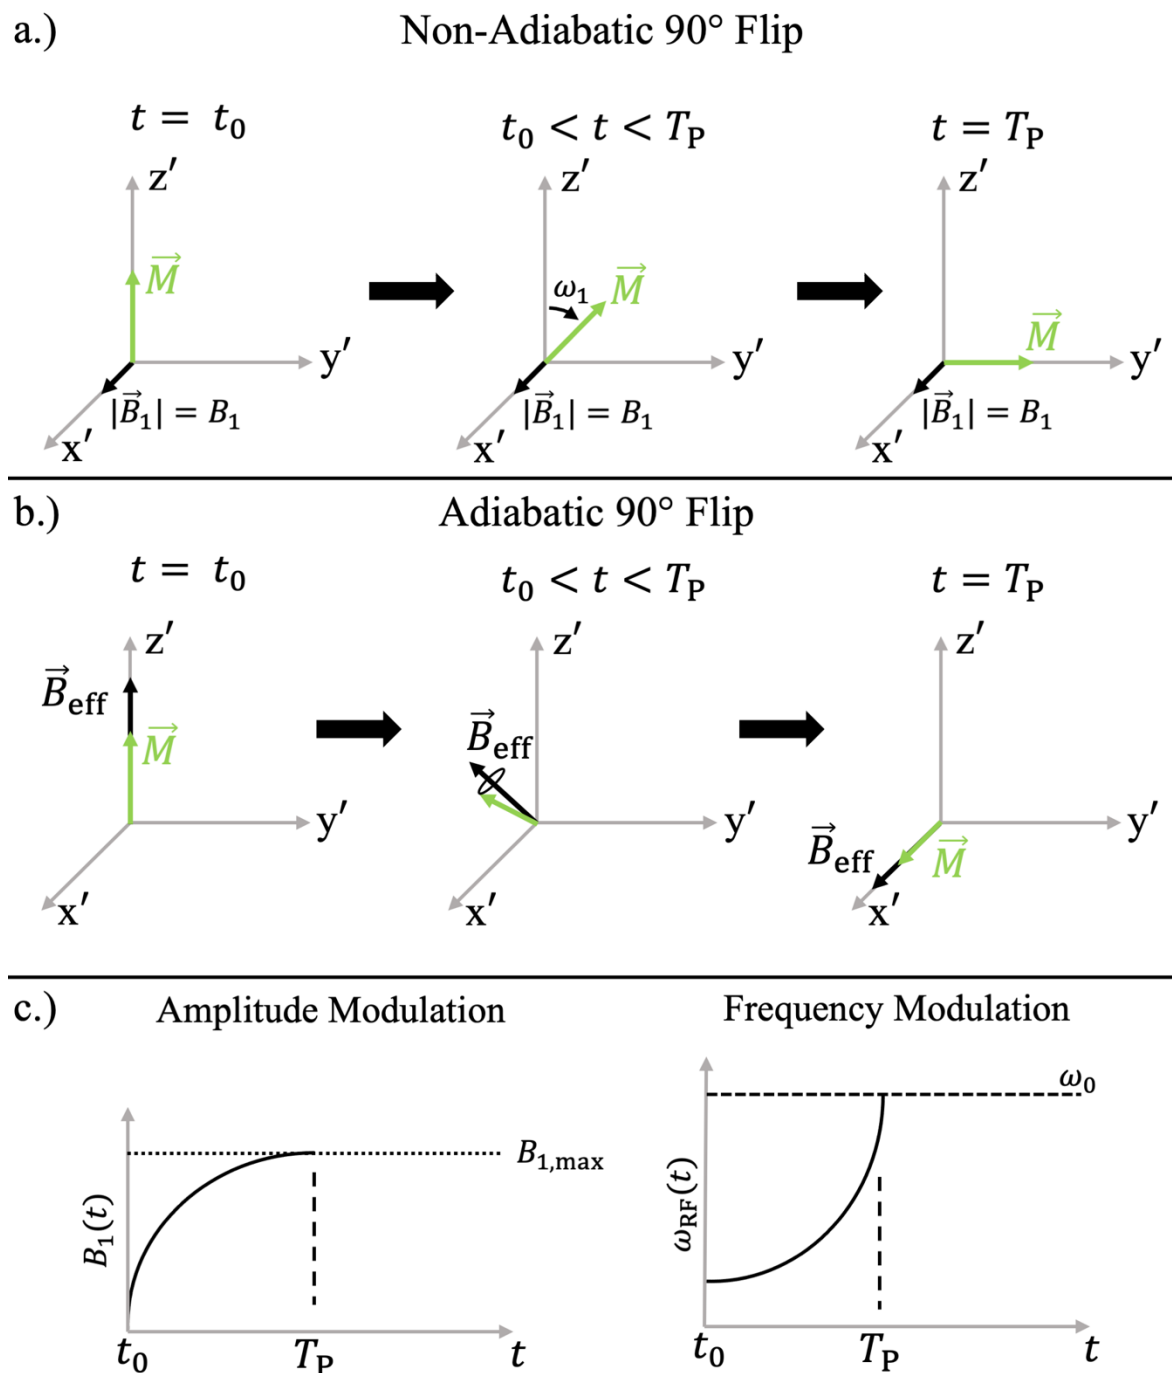 a.) Non-Adiabatic 90° Flip
t = t₀
t₀ < t < T_P
t = T_P
z′
z′
z′
M⃗
ω₁
M⃗
M⃗
y′
y′
y′
|B⃗₁| = B₁
|B⃗₁| = B₁
|B⃗₁| = B₁
x′
x′
x′
b.) Adiabatic 90° Flip
t = t₀
t₀ < t < T_P
t = T_P
z′
z′
z′
B⃗_eff
M⃗
B⃗_eff
y′
y′
y′
B⃗_eff
M⃗
x′
x′
x′
c.) Amplitude Modulation
Frequency Modulation
B₁(t)
B₁,max
t₀
T_P
t
ω_RF(t)
ω₀
t₀
T_P
t